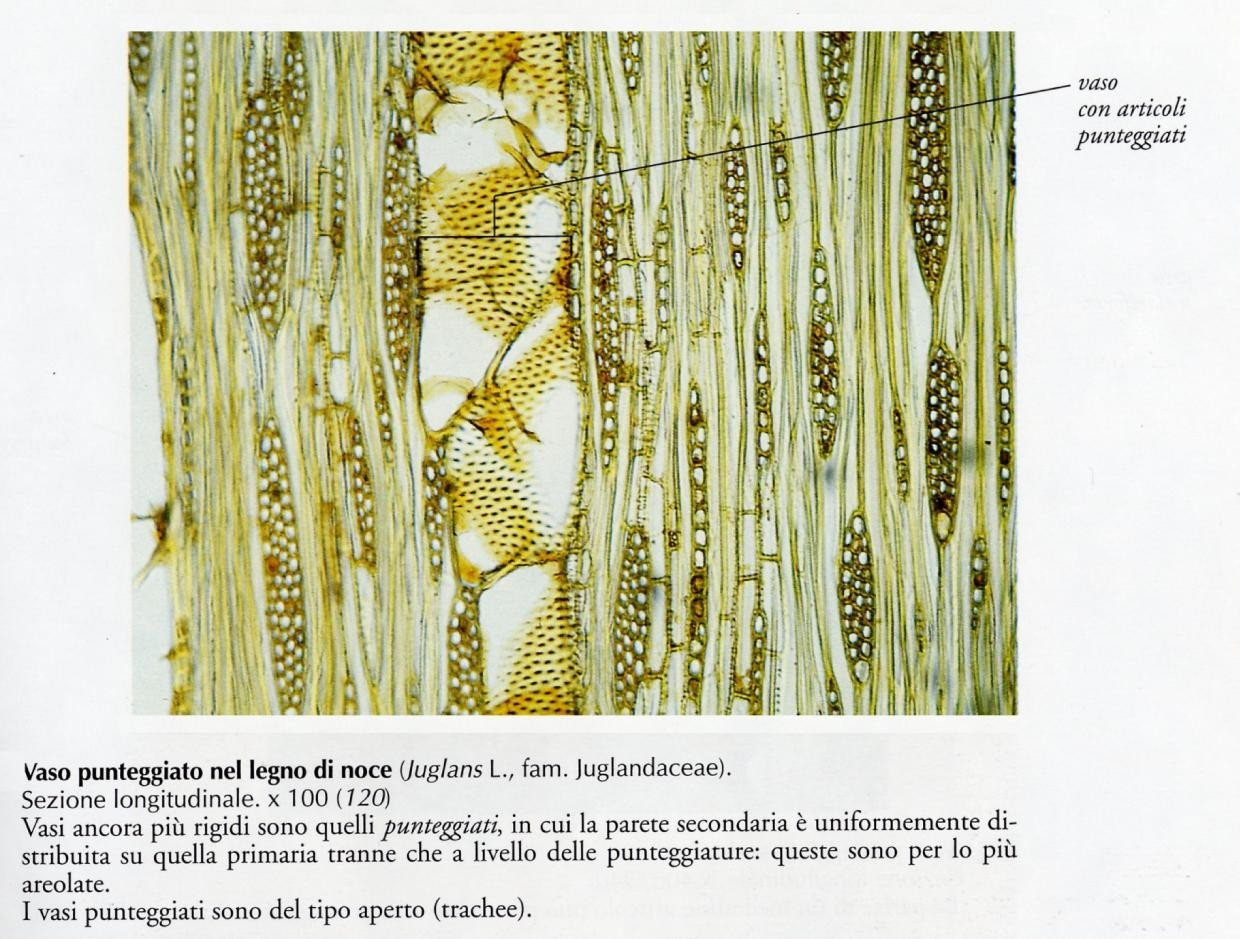 vaso
con articoli
punteggiati
Vaso punteggiato nel legno di noce (Juglans L., fam. Juglandaceae).
Sezione longitudinale. x 100 (120)
Vasi ancora più rigidi sono quelli punteggiati, in cui la parete secondaria è uniformemente di-
stribuita su quella primaria tranne che a livello delle punteggiature: queste sono per lo più
areolate.
I vasi punteggiati sono del tipo aperto (trachee).